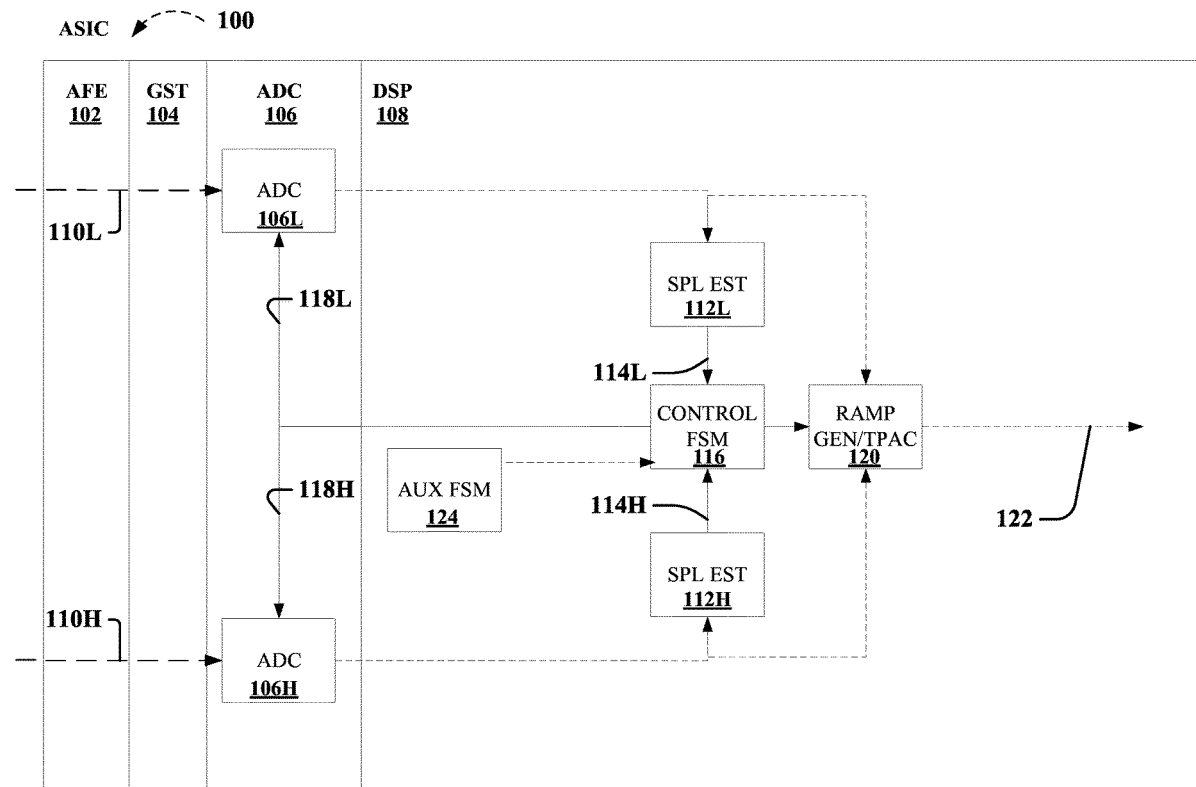 ASIC
100
AFE
102
GST
104
ADC
106
DSP
108
ADC
106L
110L
SPL EST
112L
118L
114L
CONTROL
FSM
116
RAMP
GEN/TPAC
120
118H
AUX FSM
124
114H
122
SPL EST
112H
110H
ADC
106H